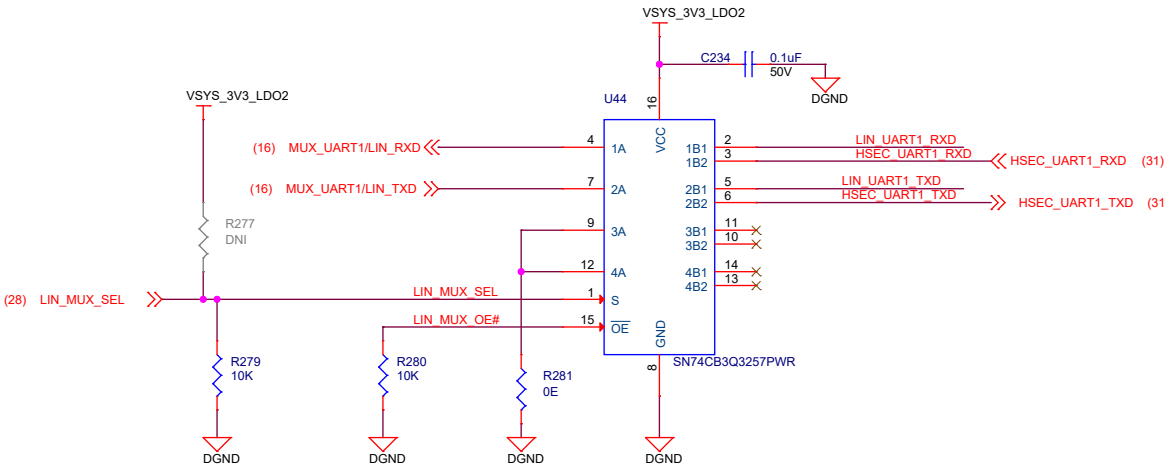 VSYS_3V3_LDO2
C234
0.1uF
50V
DGND
VSYS_3V3_LDO2
U44
16
VCC
(16) MUX_UART1/LIN_RXD
4
1A
1B1
2
LIN_UART1_RXD
1B2
3
HSEC_UART1_RXD
HSEC_UART1_RXD (31)
(16) MUX_UART1/LIN_TXD
7
2A
2B1
5
LIN_UART1_TXD
2B2
6
HSEC_UART1_TXD
HSEC_UART1_TXD (31
R277
DNI
9
3A
3B1
11
3B2
10
12
4A
4B1
14
4B2
13
(28) LIN_MUX_SEL
LIN_MUX_SEL
1
S
LIN_MUX_OE#
15
OE
GND
8
SN74CB3Q3257PWR
R279
10K
R280
10K
R281
0E
DGND
DGND
DGND
DGND